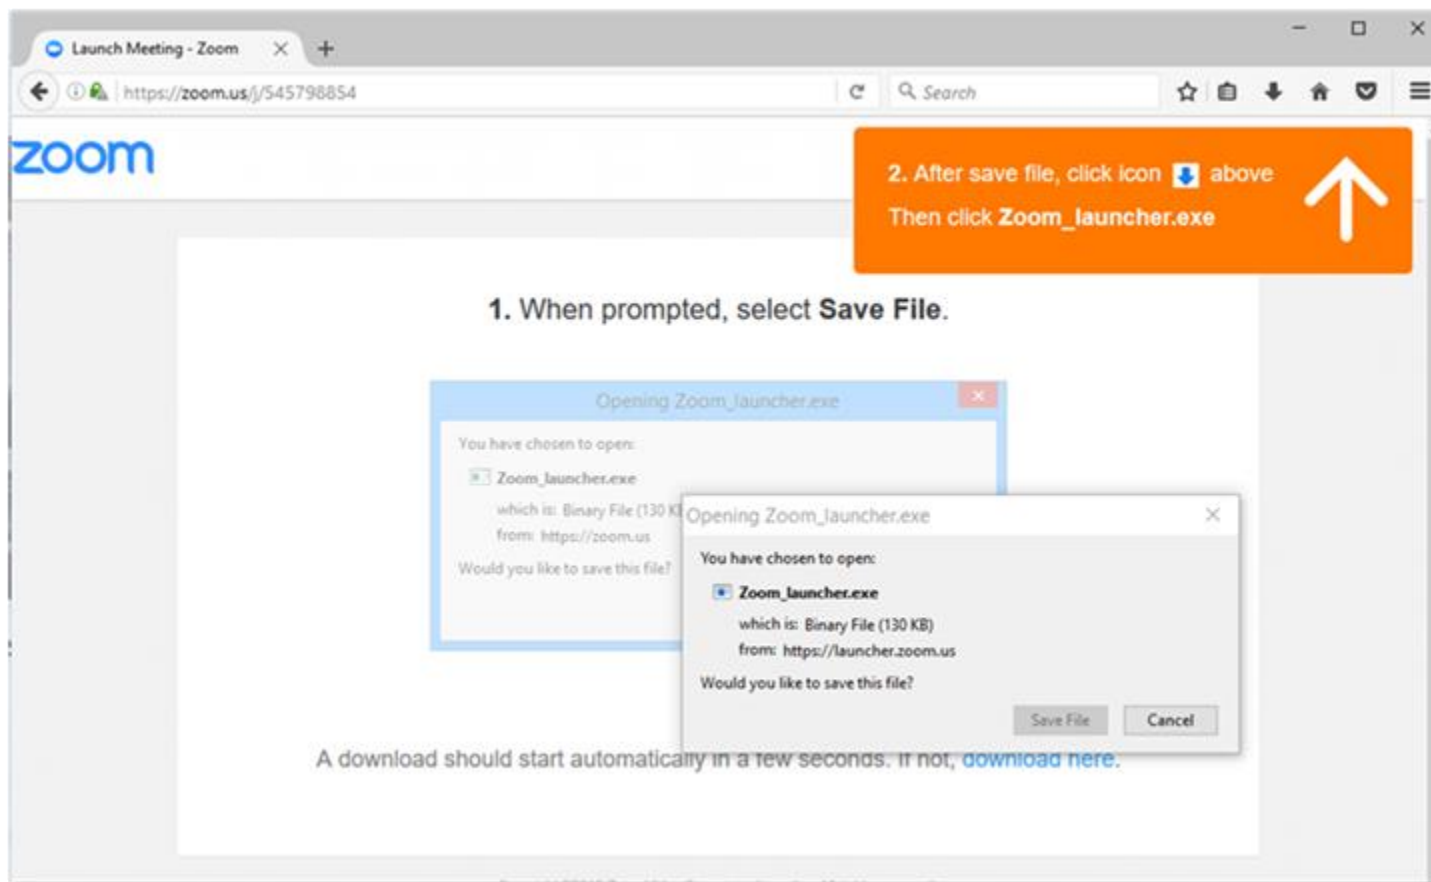 Launch Meeting - Zoom
https://zoom.us/j/545798854
Search
zoom
2. After save file, click icon above
Then click Zoom_launcher.exe
1. When prompted, select Save File.
Opening Zoom_launcher.exe
You have chosen to open:
Zoom_launcher.exe
which is: Binary File (130 K
from: https://zoom.us
Would you like to save this file?
Opening Zoom_launcher.exe
You have chosen to open:
Zoom_launcher.exe
which is: Binary File (130 KB)
from: https://launcher.zoom.us
Would you like to save this file?
Save File Cancel
A download should start automatically in a few seconds. If not, download here.